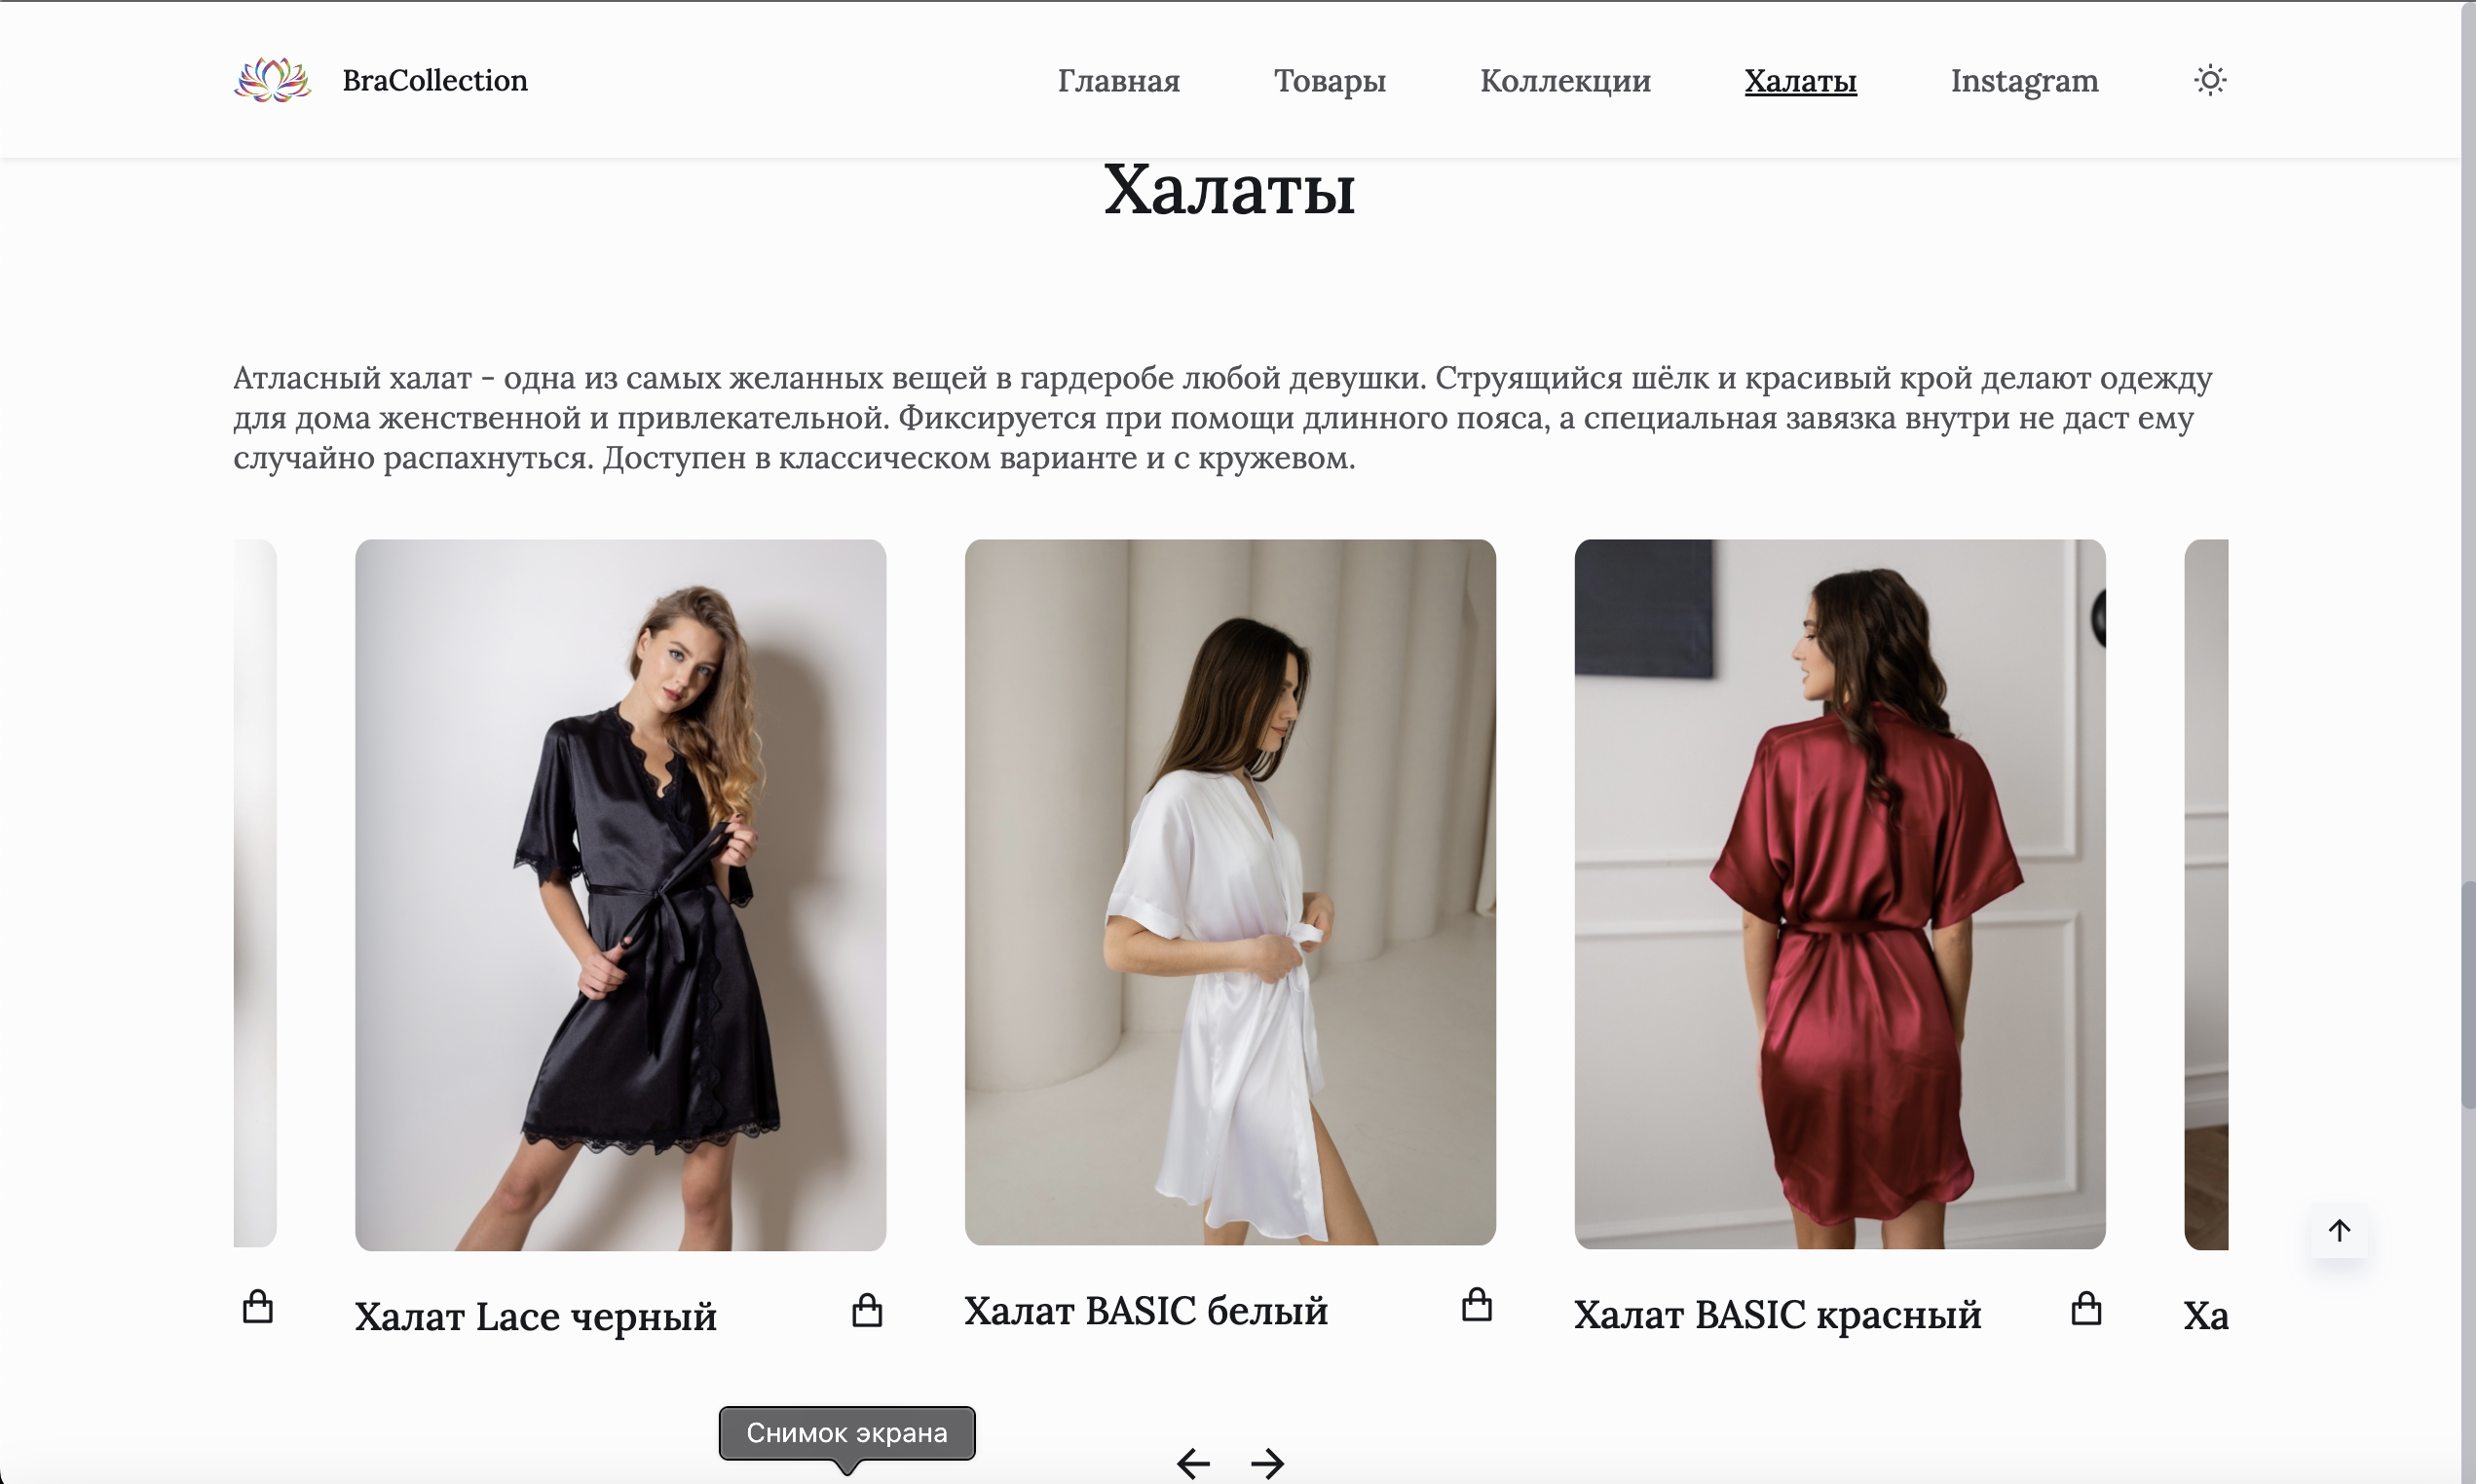 BraCollection
Главная
Товары
Коллекции
Халаты
Instagram
Халаты
Атласный халат - одна из самых желанных вещей в гардеробе любой девушки. Струящийся шёлк и красивый крой делают одежду
для дома женственной и привлекательной. Фиксируется при помощи длинного пояса, а специальная завязка внутри не даст ему
случайно распахнуться. Доступен в классическом варианте и с кружевом.
Халат Lace черный
Халат BASIC белый
Халат BASIC красный
Ха
Снимок экрана